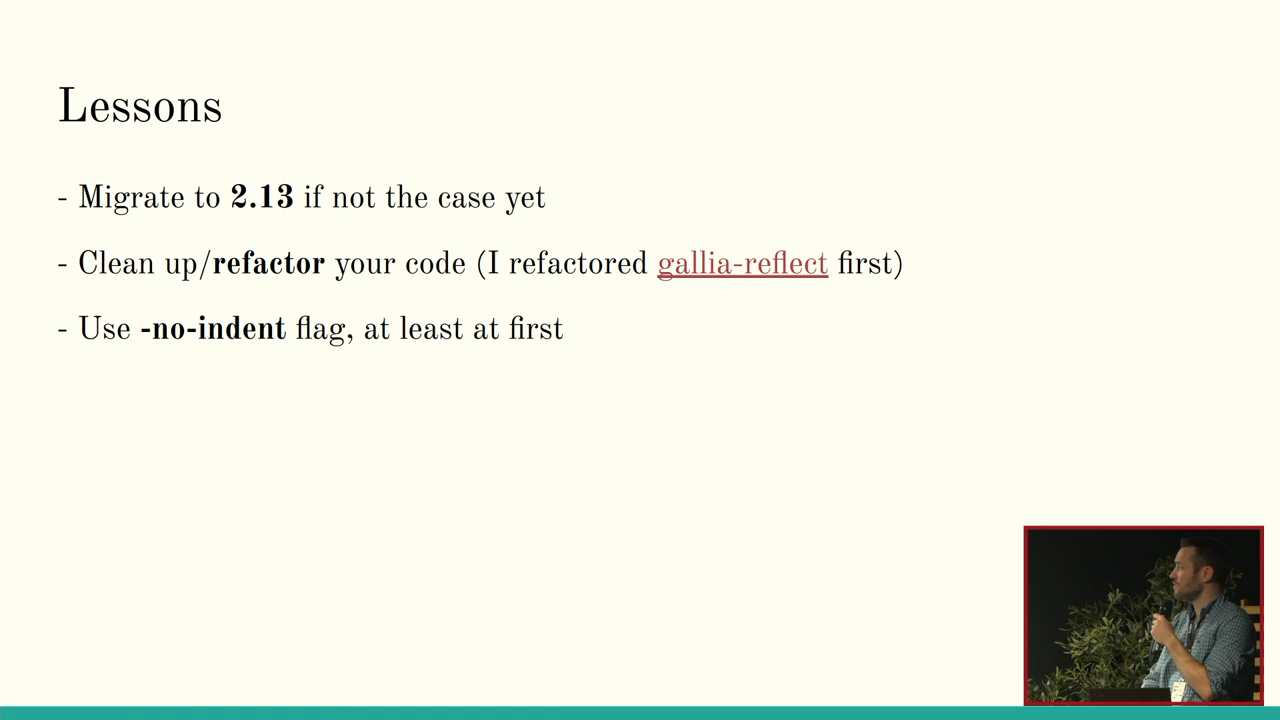 Lessons
- Migrate to 2.13 if not the case yet
- Clean up/refactor your code (I refactored gallia-reflect first)
- Use -no-indent flag, at least at first